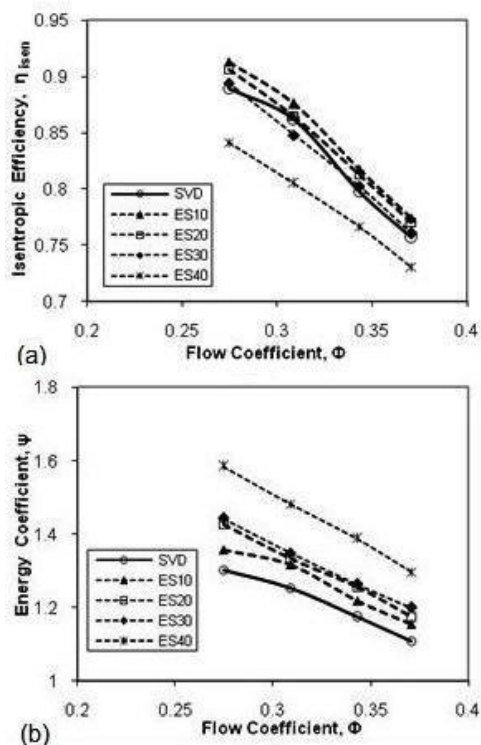 0.95
0.9
0.85
0.8
0.75
0.7
Isentropic Efficiency, η isen
SVD
ES10
ES20
ES30
ES40
0.2
0.25
0.3
0.35
0.4
(a)
Flow Coefficient, Φ
1.8
1.6
1.4
1.2
1
Energy Coefficient, ψ
SVD
ES10
ES20
ES30
ES40
0.2
0.25
0.3
0.35
0.4
(b)
Flow Coefficient, Φ